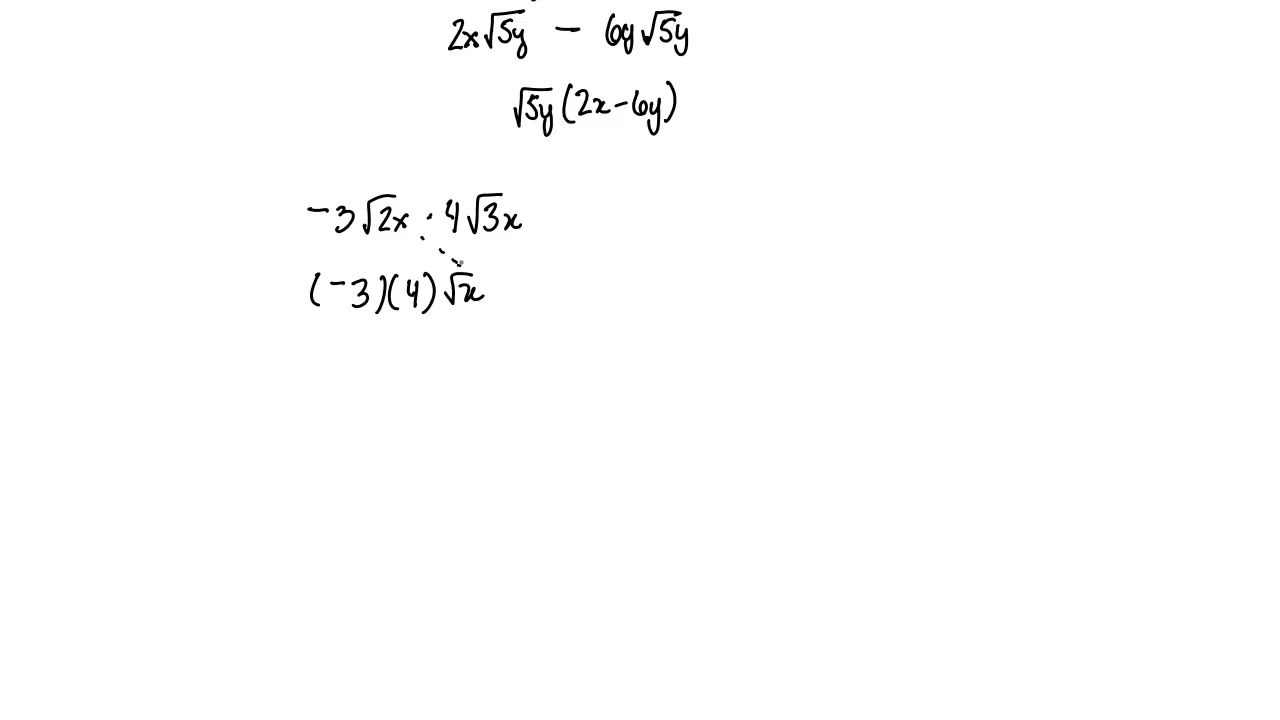 2x√5y − 6y√5y
√5y (2x − 6y)
−3√2x · 4√3x
(−3)(4)√x